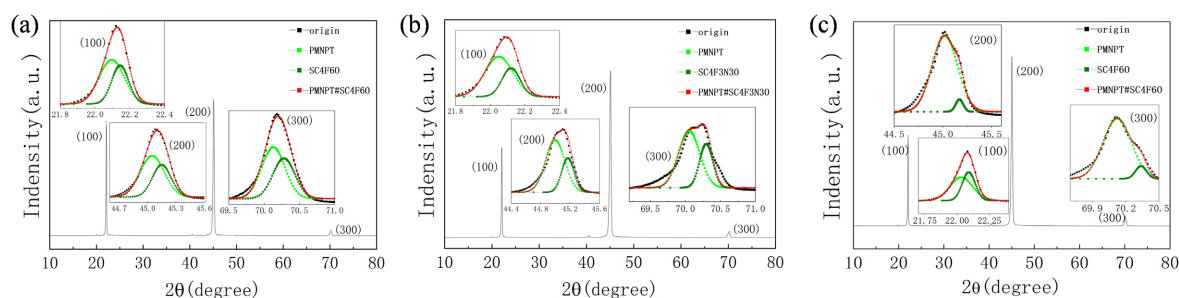 (a)
Indensity(a.u.)
(100)
origin
PMNPT
SC4F60
PMNPT#SC4F60
21.8 22.0 22.2 22.4
(200)
(100)
(200)
(300)
44.7 45.0 45.3 45.6
69.5 70.0 70.5 71.0
(300)
10 20 30 40 50 60 70 80
2θ(degree)
(b)
Indensity(a.u.)
(100)
origin
PMNPT
SC4F3N30
PMNPT#SC4F3N30
(200)
21.8 22.0 22.2 22.4
(200)
(100)
(300)
44.4 44.8 45.2 45.6
69.5 70.0 70.5 71.0
(300)
10 20 30 40 50 60 70 80
2θ(degree)
(c)
Indensity(a.u.)
(200)
origin
PMNPT
SC4F60
PMNPT#SC4F60
(200)
44.5 45.0 45.5
(300)
(100)
(100)
69.9 70.2 70.5
21.75 22.00 22.25
(300)
10 20 30 40 50 60 70 80
2θ(degree)